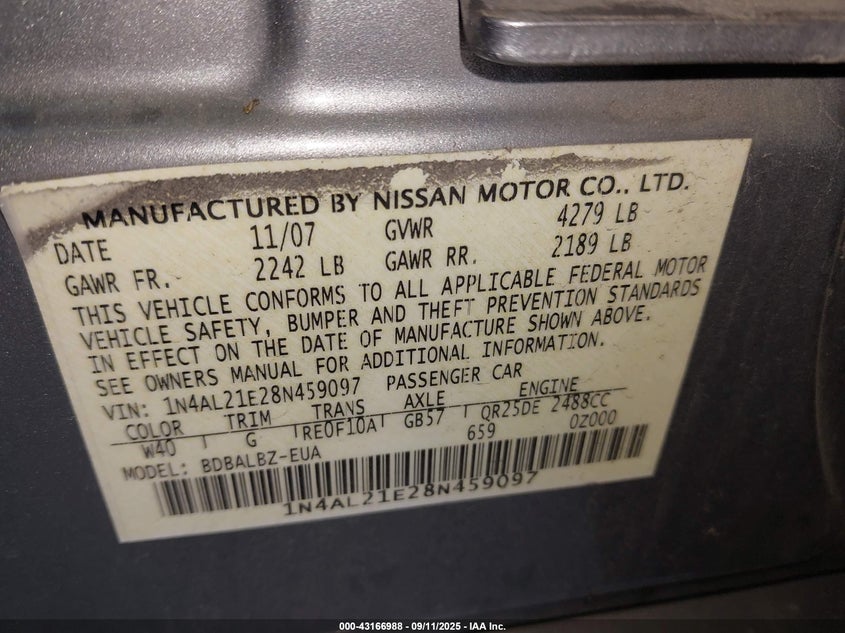 MANUFACTURED BY NISSAN MOTOR CO., LTD.
DATE 11/07 GVWR 4279 LB
GAWR FR. 2242 LB GAWR RR. 2189 LB
THIS VEHICLE CONFORMS TO ALL APPLICABLE FEDERAL MOTOR
VEHICLE SAFETY, BUMPER AND THEFT PREVENTION STANDARDS
IN EFFECT ON THE DATE OF MANUFACTURE SHOWN ABOVE.
SEE OWNERS MANUAL FOR ADDITIONAL INFORMATION.
VIN: 1N4AL21E28N459097 PASSENGER CAR
COLOR TRIM TRANS AXLE ENGINE
W40 G RE0F10A GB57 QR25DE 2488CC
MODEL: BDBALBZ-EUA 659 0Z000
1N4AL21E28N459097
000-43166988 - 09/11/2025 - IAA Inc.